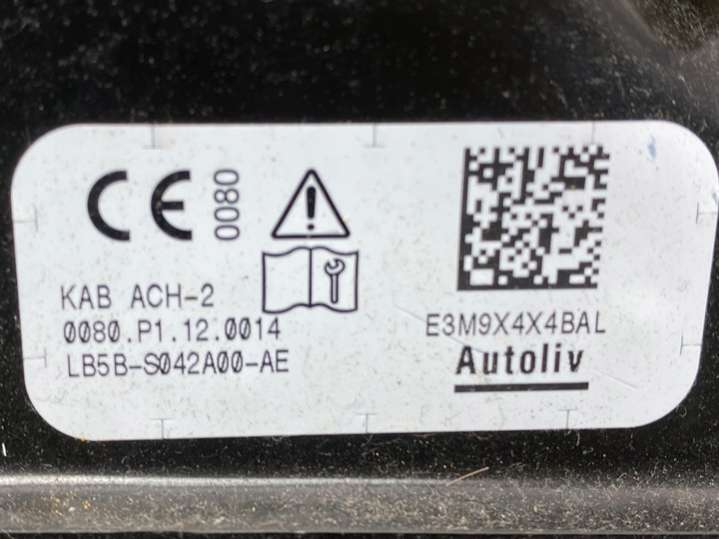 CE 0080
KAB ACH-2
0080.P1.12.0014
LB5B-S042A00-AE
E3M9X4X4BAL
Autoliv